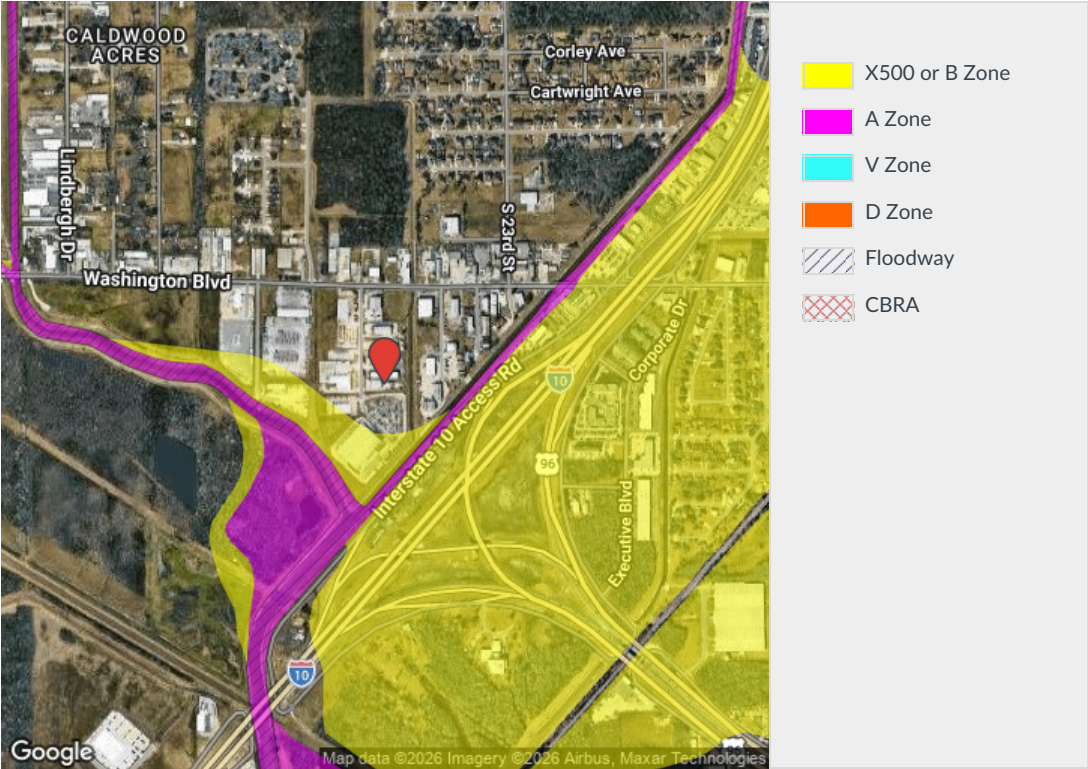 CALDWOOD
ACRES
Corley Ave
Cartwright Ave
Lindbergh Dr
S 23rd St
Washington Blvd
Corporate Dr
10
Interstate 10 Access Rd
96
Executive Blvd
10
Google
Map data ©2026 Imagery ©2026 Airbus, Maxar Technologies
X500 or B Zone
A Zone
V Zone
D Zone
Floodway
CBRA